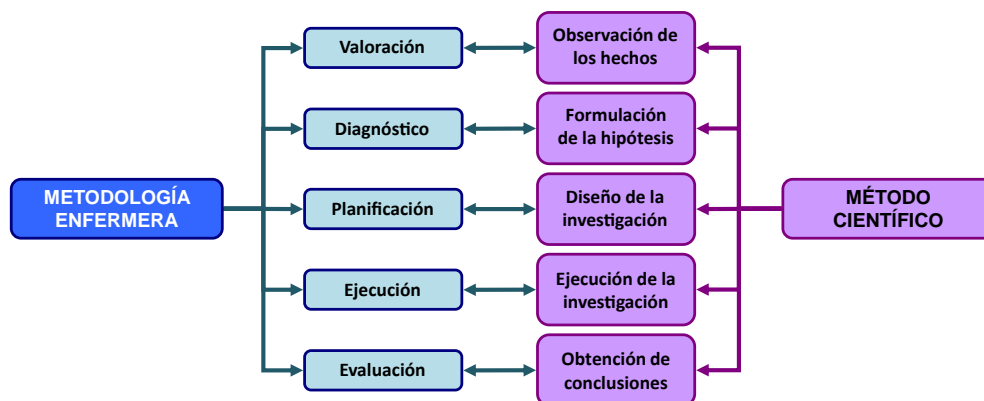 Valoración
Observación de
los hechos
Diagnóstico
Formulación
de la hipótesis
METODOLOGÍA
ENFERMERA
Planificación
Diseño de la
investigación
MÉTODO
CIENTÍFICO
Ejecución
Ejecución de la
investigación
Evaluación
Obtención de
conclusiones